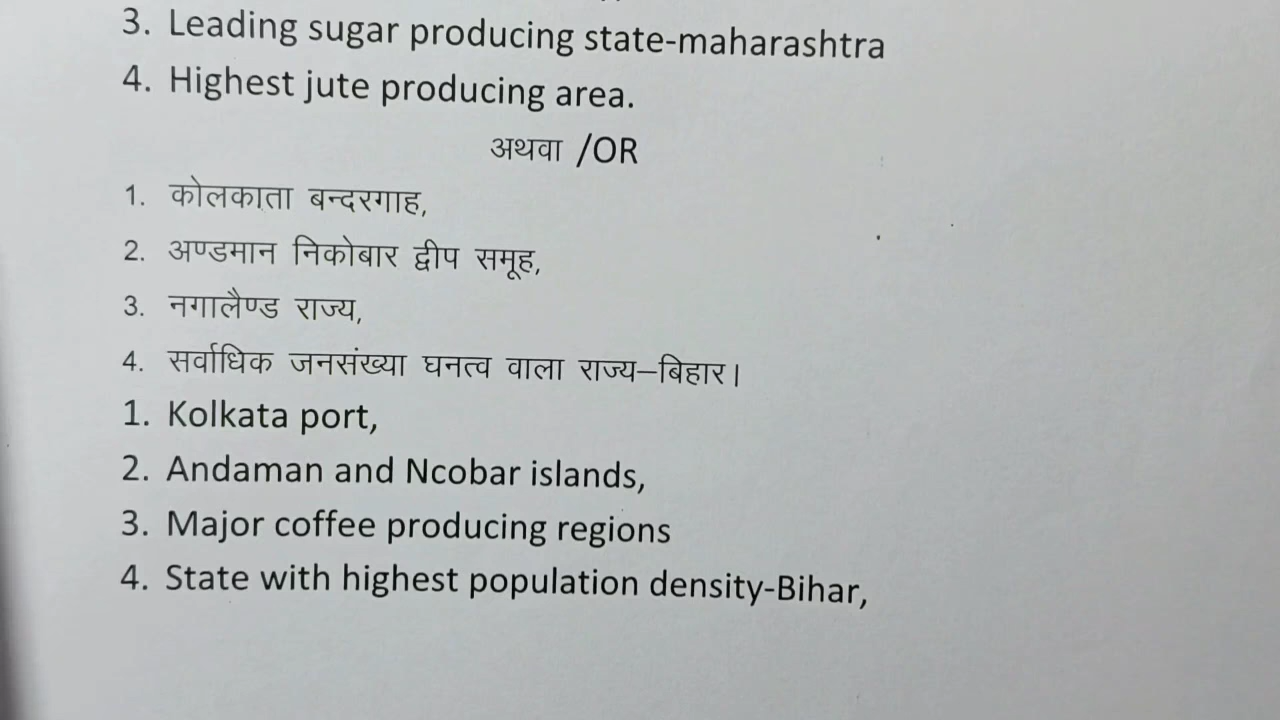 3. Leading sugar producing state-maharashtra
4. Highest jute producing area.
अथवा /OR
1. कोलकाता बन्दरगाह,
2. अण्डमान निकोबार द्वीप समूह,
3. नगालैण्ड राज्य,
4. सर्वाधिक जनसंख्या घनत्व वाला राज्य–बिहार।
1. Kolkata port,
2. Andaman and Ncobar islands,
3. Major coffee producing regions
4. State with highest population density-Bihar,